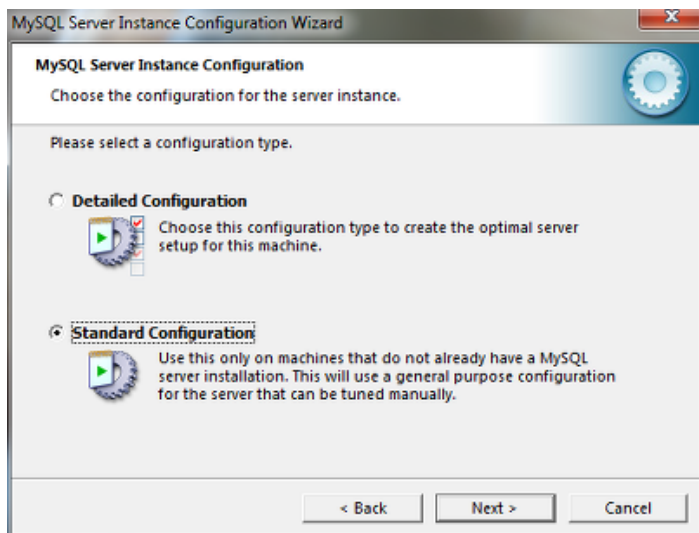 MySQL Server Instance Configuration Wizard
MySQL Server Instance Configuration
Choose the configuration for the server instance.
Please select a configuration type.
Detailed Configuration
Choose this configuration type to create the optimal server
setup for this machine.
Standard Configuration
Use this only on machines that do not already have a MySQL
server installation. This will use a general purpose configuration
for the server that can be tuned manually.
< Back Next > Cancel